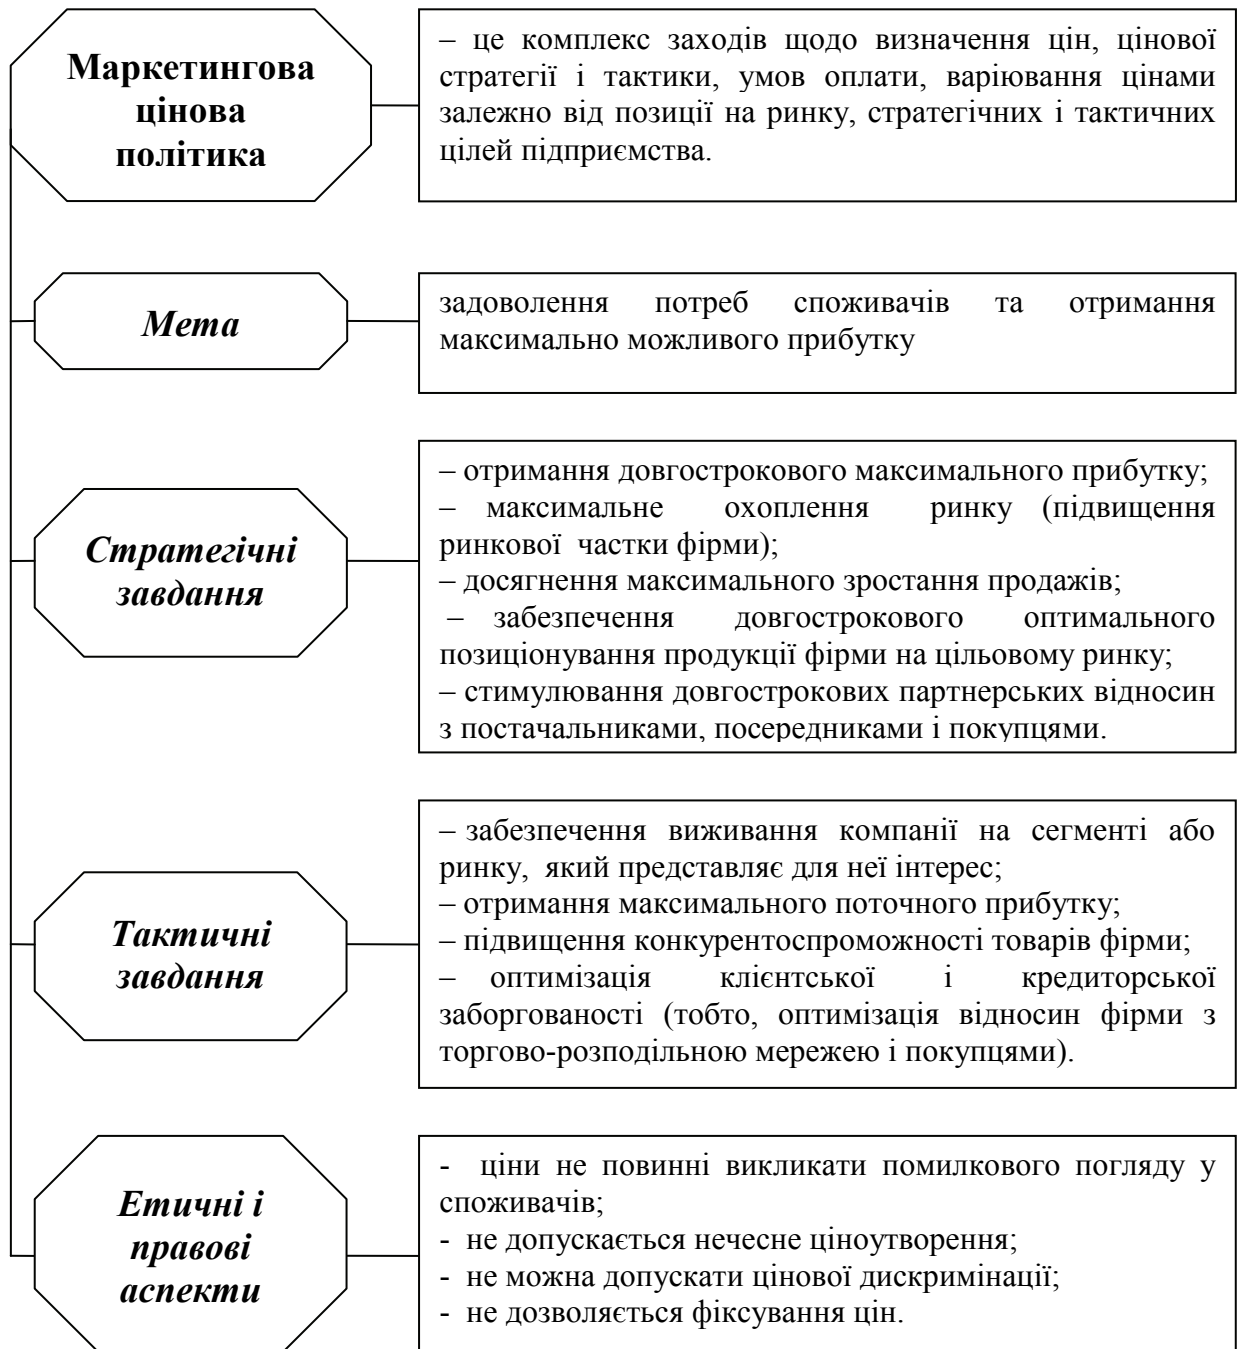 Маркетингова
цінова
політика
– це комплекс заходів щодо визначення цін, цінової
стратегії і тактики, умов оплати, варіювання цінами
залежно від позиції на ринку, стратегічних і тактичних
цілей підприємства.
Мета
задоволення потреб споживачів та отримання
максимально можливого прибутку
Стратегічні
завдання
– отримання довгострокового максимального прибутку;
– максимальне охоплення ринку (підвищення
ринкової частки фірми);
– досягнення максимального зростання продажів;
– забезпечення довгострокового оптимального
позиціонування продукції фірми на цільовому ринку;
– стимулювання довгострокових партнерських відносин
з постачальниками, посередниками і покупцями.
Тактичні
завдання
– забезпечення виживання компанії на сегменті або
ринку, який представляє для неї інтерес;
– отримання максимального поточного прибутку;
– підвищення конкурентоспроможності товарів фірми;
– оптимізація клієнтської і кредиторської
заборгованості (тобто, оптимізація відносин фірми з
торгово-розподільною мережею і покупцями).
Етичні і
правові
аспекти
- ціни не повинні викликати помилкового погляду у
споживачів;
- не допускається нечесне ціноутворення;
- не можна допускати цінової дискримінації;
- не дозволяється фіксування цін.